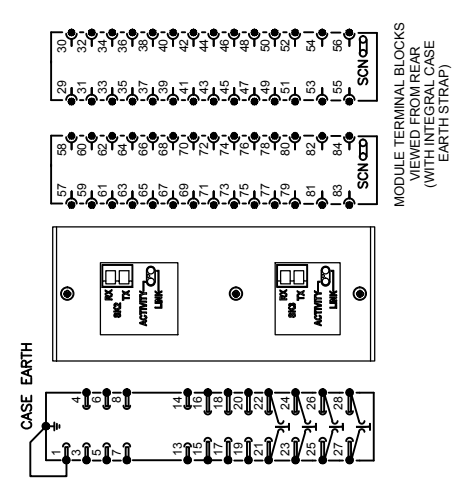 30 32 34 36 38 40 42 44 46 48 50 52 54 56
SCN
29 31 33 35 37 39 41 43 45 47 49 51 53 55
58 60 62 64 66 68 70 72 74 76 78 80 82 84
SCN
57 59 61 63 65 67 69 71 73 75 77 79 81 83
MODULE TERMINAL BLOCKS
VIEWED FROM REAR
(WITH INTEGRAL CASE
EARTH STRAP)
RX
TX
SK2
ACTIVITY
LINK
RX
TX
SK3
ACTIVITY
LINK
CASE EARTH
4 6 8 14 16 18 20 22 24 26 28
1 3 5 7 13 15 17 19 21 23 25 27